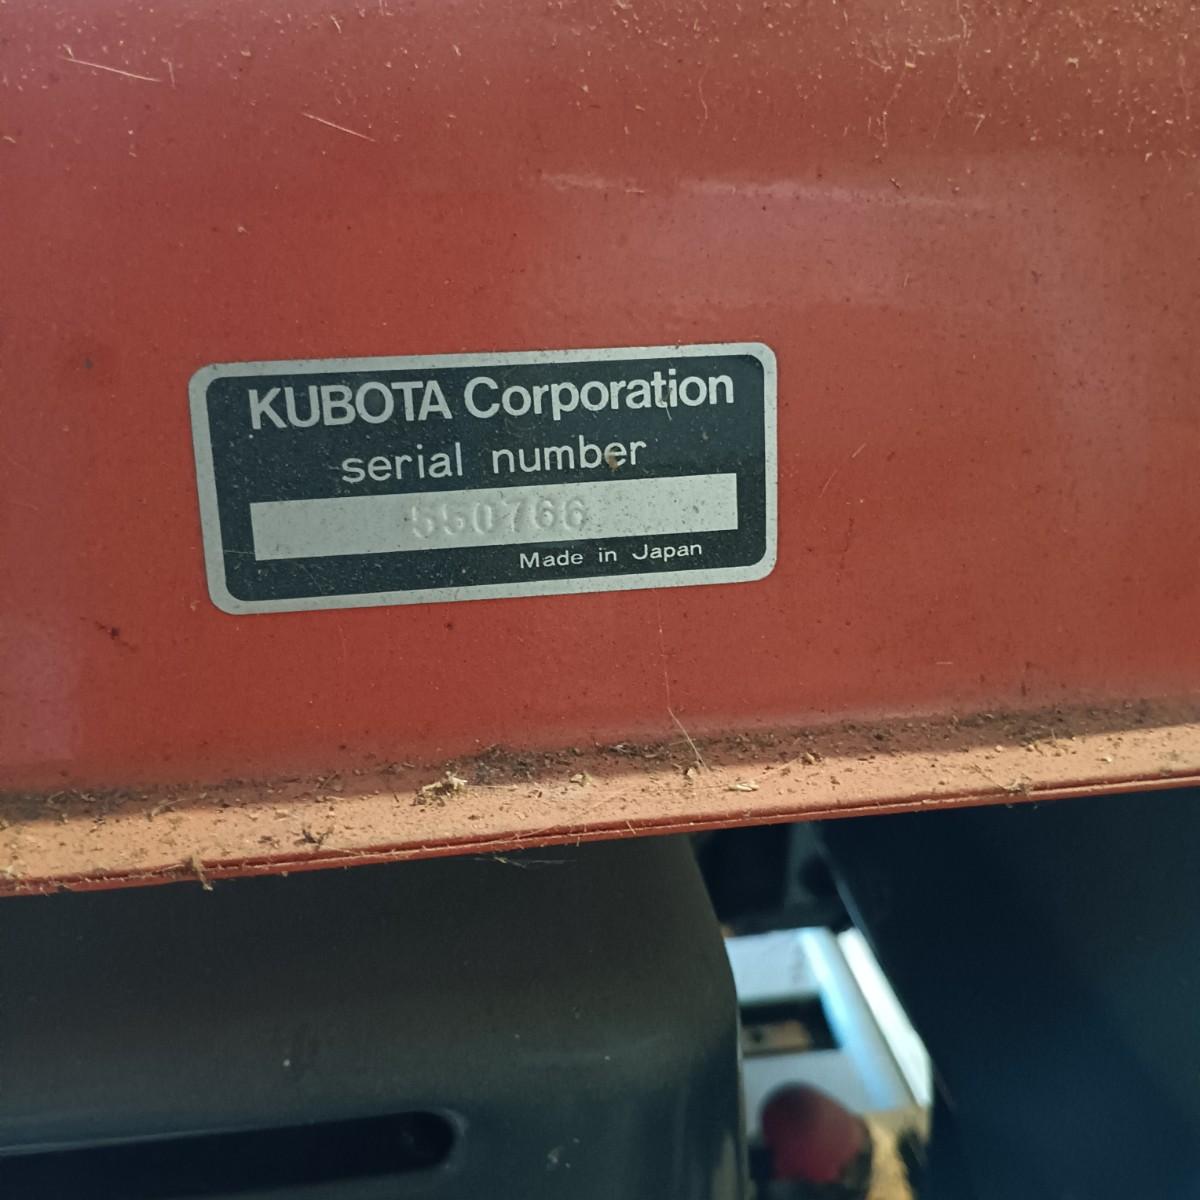 KUBOTA Corporation
serial number
550766
Made in Japan